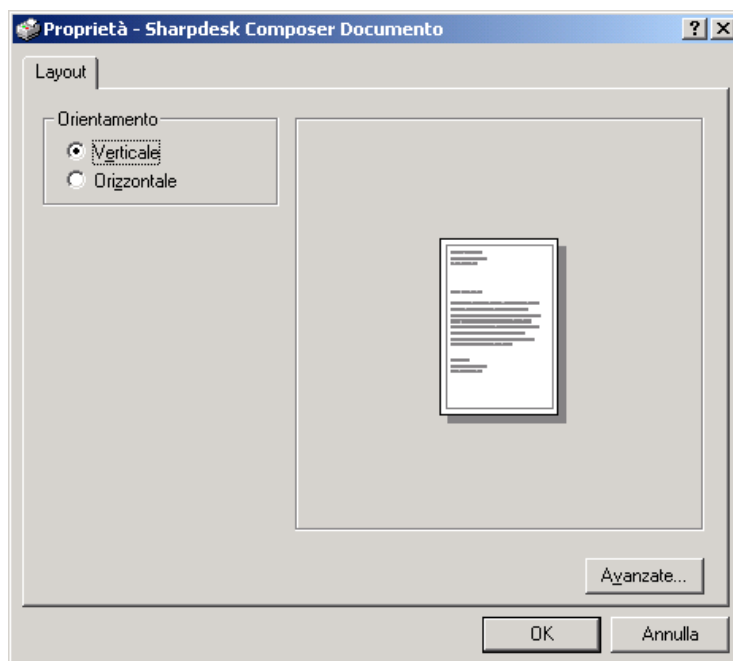 Proprietà - Sharpdesk Composer Documento
Layout
Orientamento
Verticale
Orizzontale
Avanzate...
OK Annulla